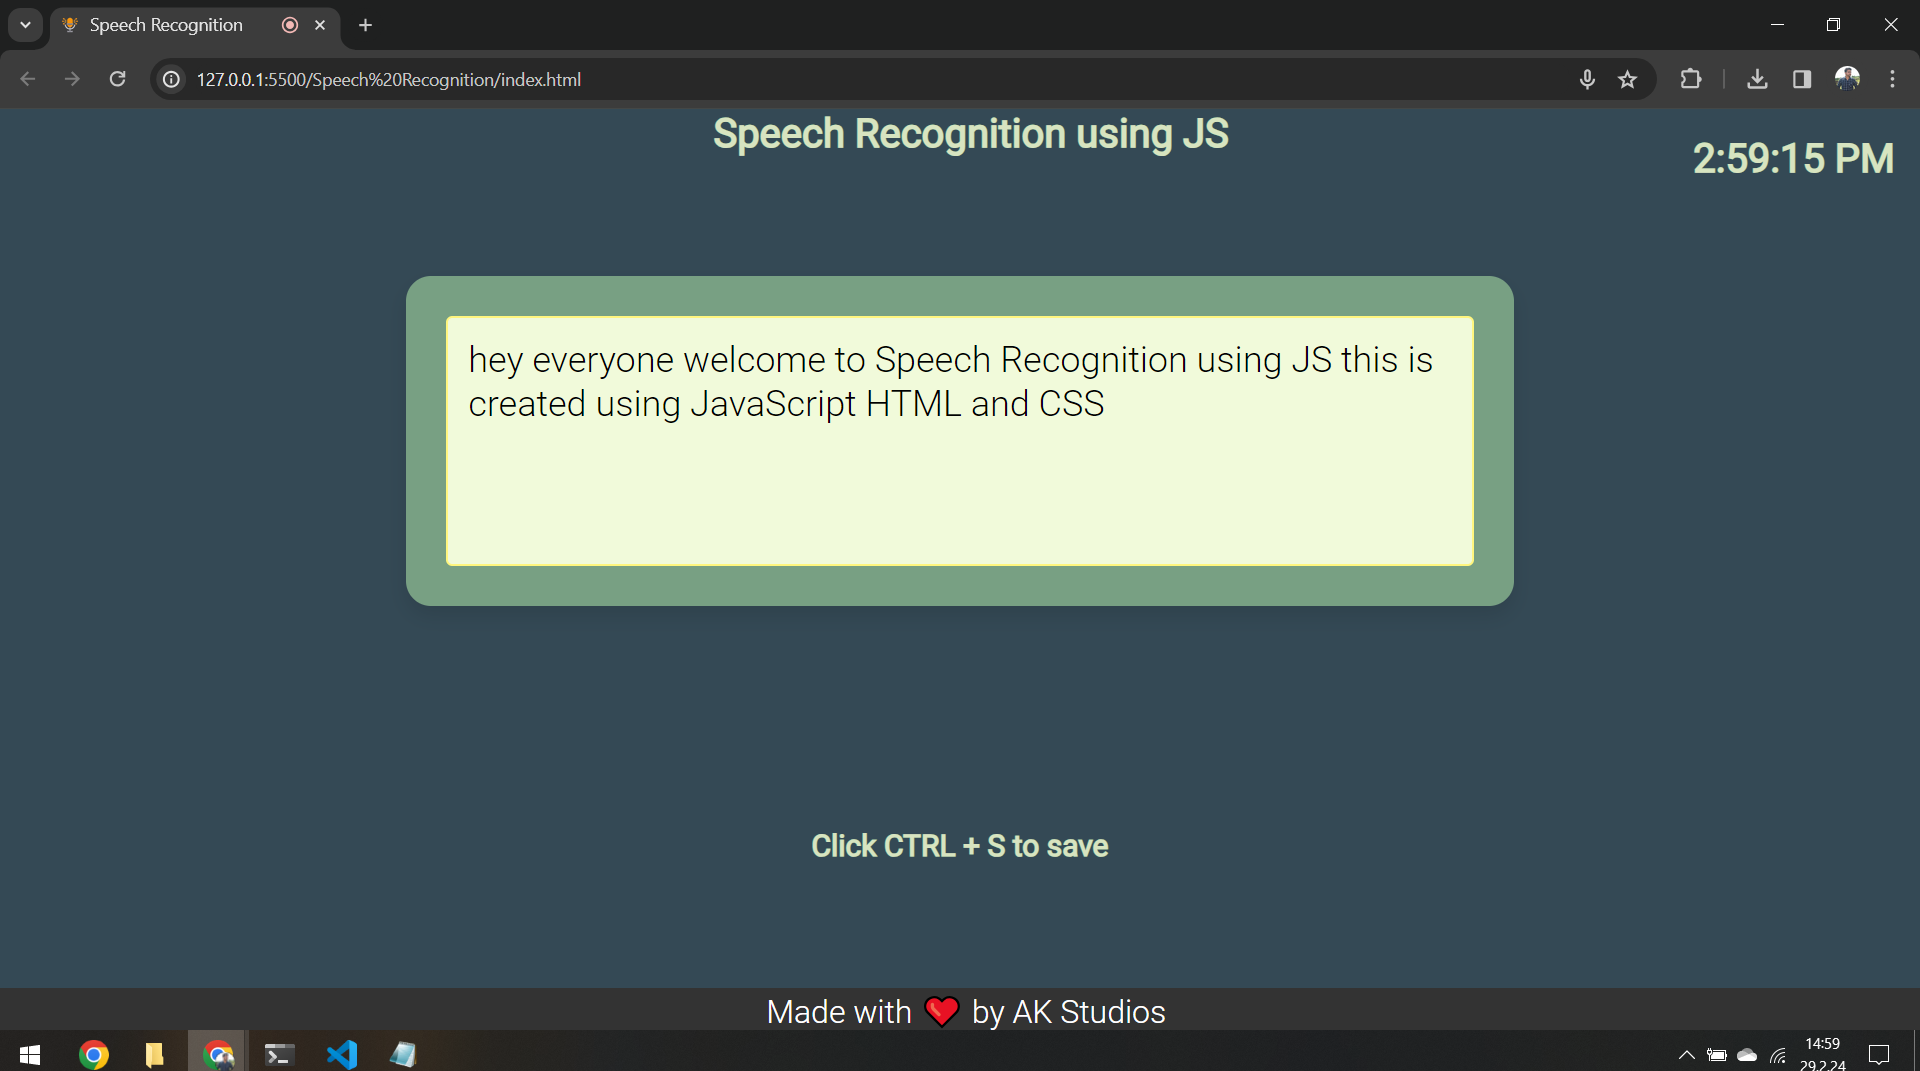 Speech Recognition
127.0.0.1:5500/Speech%20Recognition/index.html
Speech Recognition using JS
2:59:15 PM
hey everyone welcome to Speech Recognition using JS this is
created using JavaScript HTML and CSS
Click CTRL + S to save
Made with ❤️ by AK Studios
14:59
29.2.24